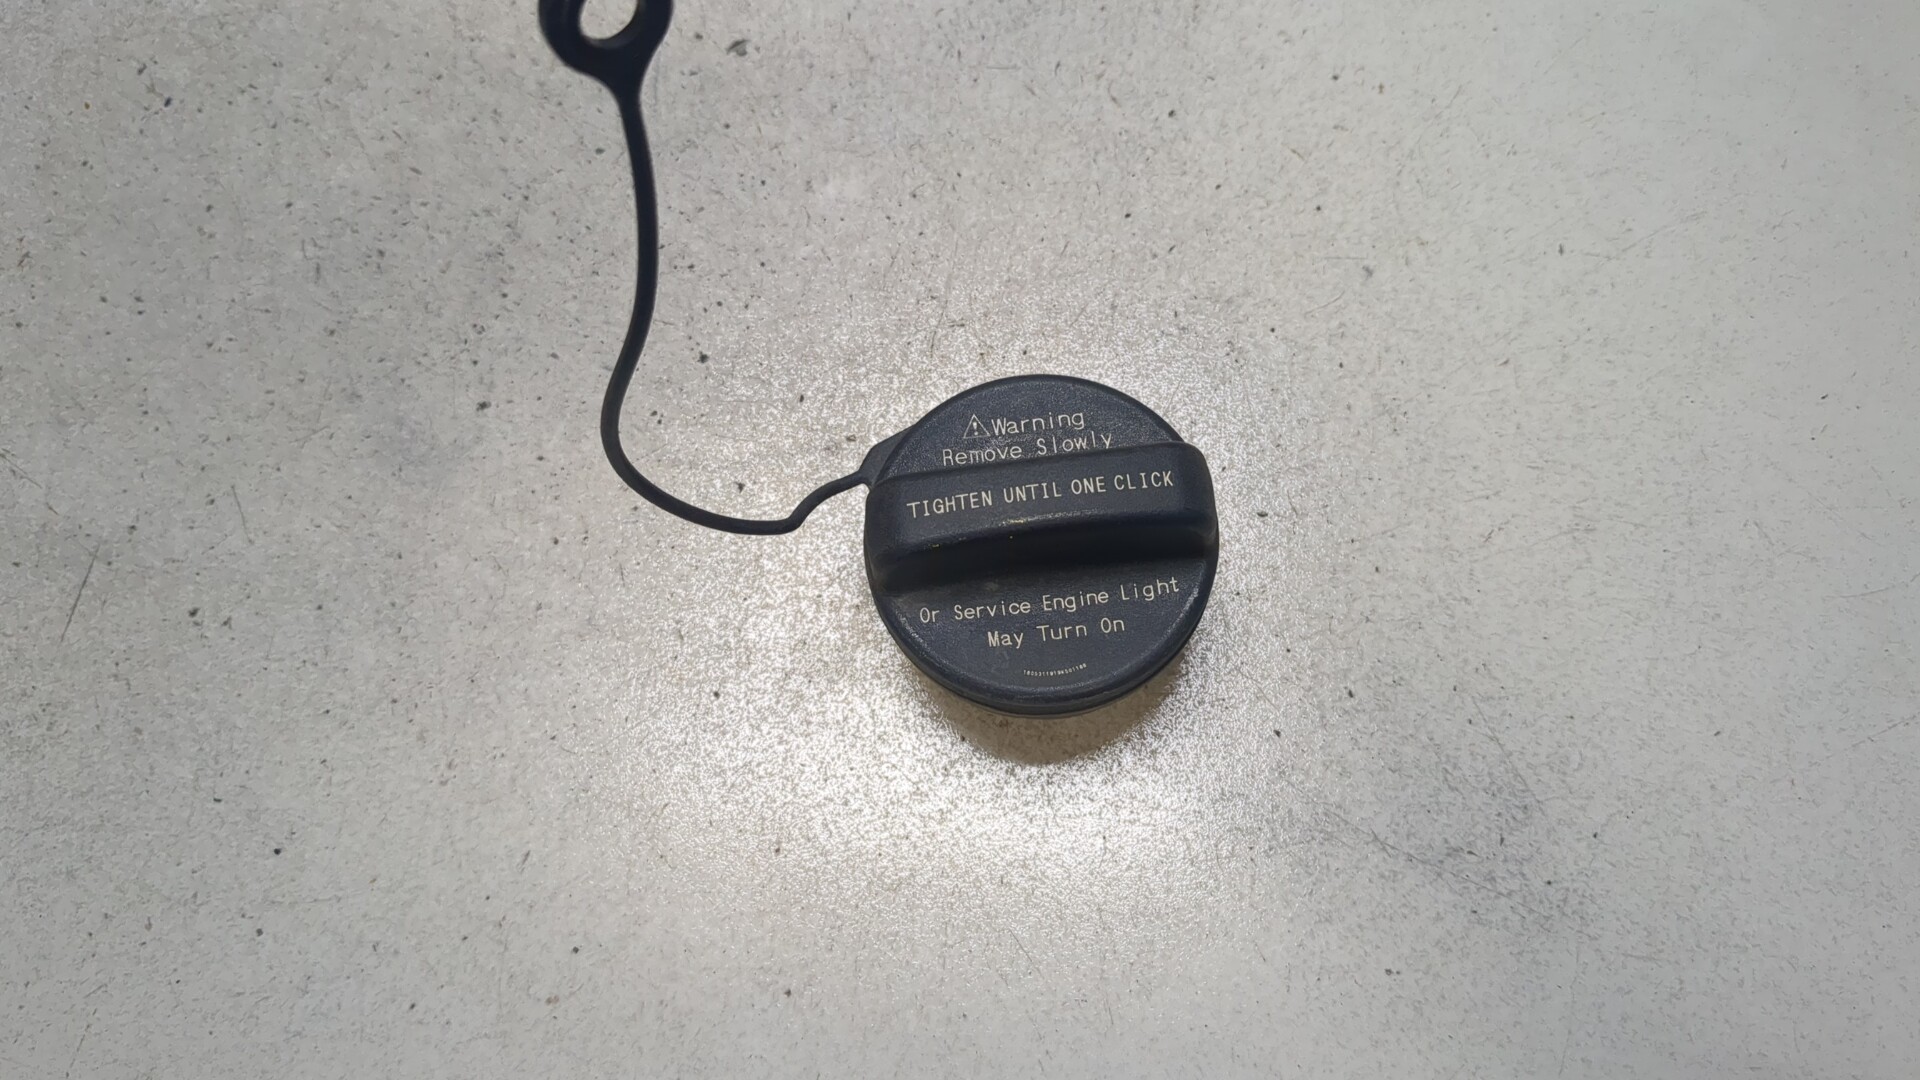 Warning
Remove Slowly
TIGHTEN UNTIL ONE CLICK
Or Service Engine Light
May Turn On